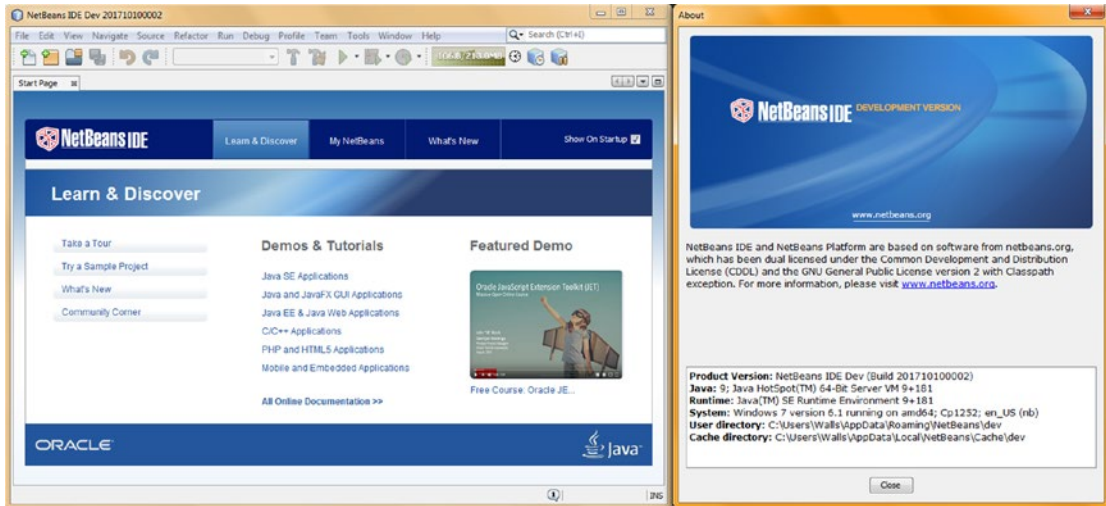 NetBeans IDE Dev 201710100002
File Edit View Navigate Source Refactor Run Debug Profile Team Tools Window Help
Search (Ctrl+I)
Start Page
NetBeans IDE
Learn & Discover
My NetBeans
What's New
Show On Startup
Learn & Discover
Take a Tour
Try a Sample Project
What's New
Community Corner
Demos & Tutorials
Java SE Applications
Java and JavaFX GUI Applications
Java EE & Java Web Applications
C/C++ Applications
PHP and HTML5 Applications
Mobile and Embedded Applications
All Online Documentation >>
Featured Demo
Oracle JavaScript Extension Toolkit (JET)
Free Course: Oracle JE...
ORACLE
Java
INS
About
NetBeans IDE DEVELOPMENT VERSION
www.netbeans.org
NetBeans IDE and NetBeans Platform are based on software from netbeans.org,
which has been dual licensed under the Common Development and Distribution
License (CDDL) and the GNU General Public License version 2 with Classpath
exception. For more information, please visit www.netbeans.org.
Product Version: NetBeans IDE Dev (Build 201710100002)
Java: 9; Java HotSpot(TM) 64-Bit Server VM 9+181
Runtime: Java(TM) SE Runtime Environment 9+181
System: Windows 7 version 6.1 running on amd64; Cp1252; en_US (nb)
User directory: C:\Users\Walls\AppData\Roaming\NetBeans\dev
Cache directory: C:\Users\Walls\AppData\Local\NetBeans\Cache\dev
Close